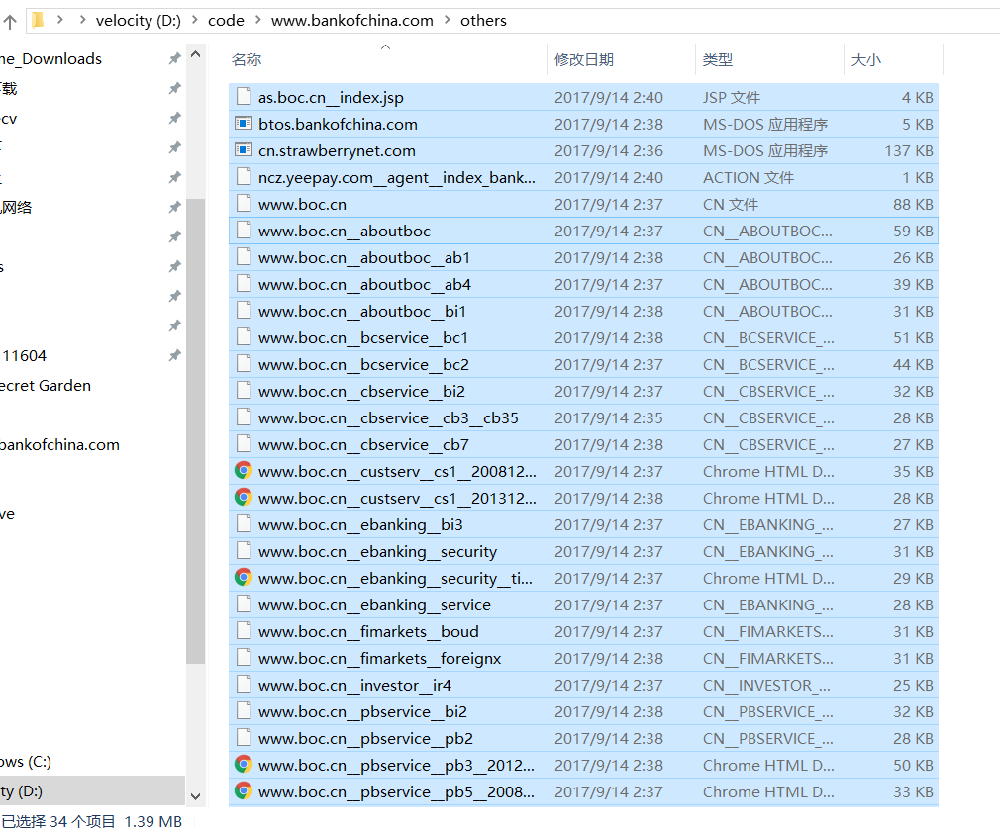 velocity (D:) > code > www.bankofchina.com > others
名称 修改日期 类型 大小
me_Downloads
载
cv
网络
s
11604
ecret Garden
bankofchina.com
ve
ows (C:)
ty (D:)
as.boc.cn__index.jsp 2017/9/14 2:40 JSP 文件 4 KB
btos.bankofchina.com 2017/9/14 2:38 MS-DOS 应用程序 5 KB
cn.strawberrynet.com 2017/9/14 2:36 MS-DOS 应用程序 137 KB
ncz.yeepay.com__agent__index_bank... 2017/9/14 2:40 ACTION 文件 1 KB
www.boc.cn 2017/9/14 2:37 CN 文件 88 KB
www.boc.cn__aboutboc 2017/9/14 2:37 CN__ABOUTBOC... 59 KB
www.boc.cn__aboutboc__ab1 2017/9/14 2:38 CN__ABOUTBOC... 26 KB
www.boc.cn__aboutboc__ab4 2017/9/14 2:37 CN__ABOUTBOC... 39 KB
www.boc.cn__aboutboc__bi1 2017/9/14 2:38 CN__ABOUTBOC... 31 KB
www.boc.cn__bcservice__bc1 2017/9/14 2:38 CN__BCSERVICE_... 51 KB
www.boc.cn__bcservice__bc2 2017/9/14 2:37 CN__BCSERVICE_... 44 KB
www.boc.cn__cbservice__bi2 2017/9/14 2:37 CN__CBSERVICE_... 32 KB
www.boc.cn__cbservice__cb3__cb35 2017/9/14 2:35 CN__CBSERVICE_... 28 KB
www.boc.cn__cbservice__cb7 2017/9/14 2:38 CN__CBSERVICE_... 27 KB
www.boc.cn__custserv__cs1__200812... 2017/9/14 2:37 Chrome HTML D... 35 KB
www.boc.cn__custserv__cs1__201312... 2017/9/14 2:38 Chrome HTML D... 28 KB
www.boc.cn__ebanking__bi3 2017/9/14 2:37 CN__EBANKING_... 27 KB
www.boc.cn__ebanking__security 2017/9/14 2:37 CN__EBANKING_... 31 KB
www.boc.cn__ebanking__security__ti... 2017/9/14 2:37 Chrome HTML D... 29 KB
www.boc.cn__ebanking__service 2017/9/14 2:37 CN__EBANKING_... 28 KB
www.boc.cn__fimarkets__boud 2017/9/14 2:37 CN__FIMARKETS... 31 KB
www.boc.cn__fimarkets__foreignx 2017/9/14 2:38 CN__FIMARKETS... 31 KB
www.boc.cn__investor__ir4 2017/9/14 2:37 CN__INVESTOR_... 25 KB
www.boc.cn__pbservice__bi2 2017/9/14 2:38 CN__PBSERVICE_... 32 KB
www.boc.cn__pbservice__pb2 2017/9/14 2:38 CN__PBSERVICE_... 28 KB
www.boc.cn__pbservice__pb3__2012... 2017/9/14 2:38 Chrome HTML D... 50 KB
www.boc.cn__pbservice__pb5__2008... 2017/9/14 2:37 Chrome HTML D... 33 KB
已选择 34 个项目 1.39 MB